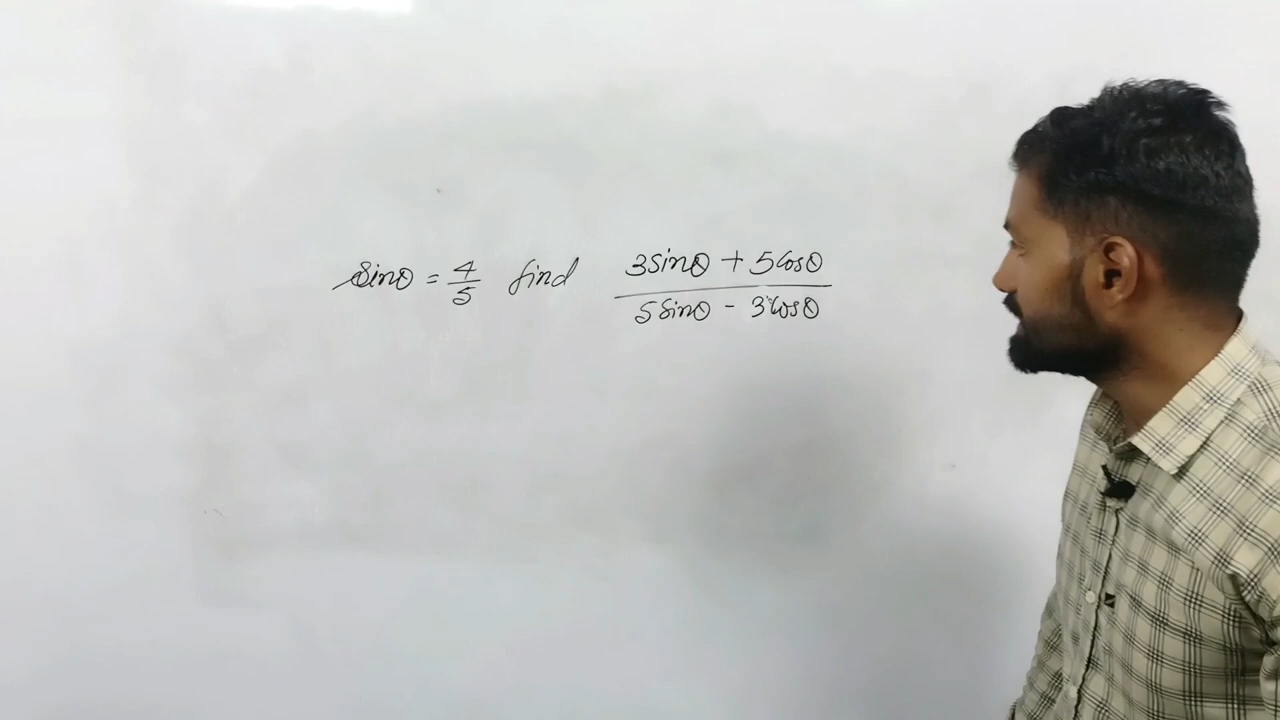 sinθ = 4/5 find (3sinθ + 5cosθ)/(5sinθ - 3cosθ)